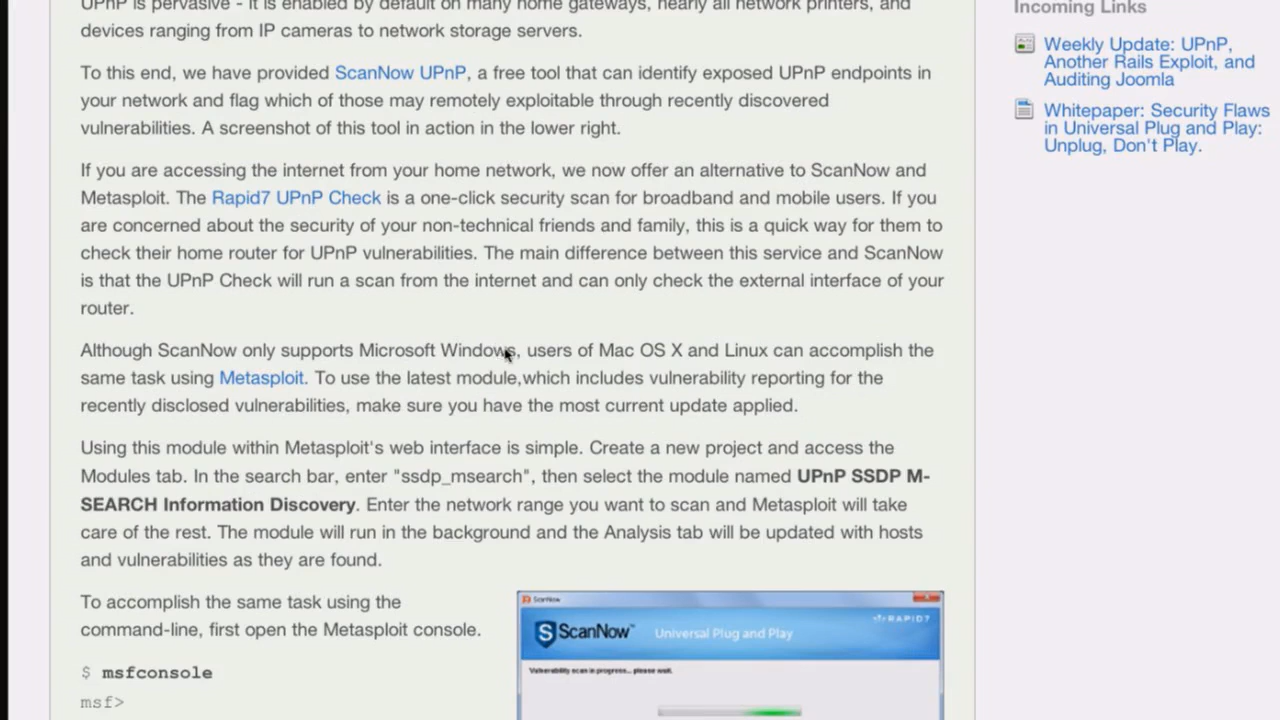 UPnP is pervasive - it is enabled by default on many home gateways, nearly all network printers, and
devices ranging from IP cameras to network storage servers.
To this end, we have provided ScanNow UPnP, a free tool that can identify exposed UPnP endpoints in
your network and flag which of those may remotely exploitable through recently discovered
vulnerabilities. A screenshot of this tool in action in the lower right.
If you are accessing the internet from your home network, we now offer an alternative to ScanNow and
Metasploit. The Rapid7 UPnP Check is a one-click security scan for broadband and mobile users. If you
are concerned about the security of your non-technical friends and family, this is a quick way for them to
check their home router for UPnP vulnerabilities. The main difference between this service and ScanNow
is that the UPnP Check will run a scan from the internet and can only check the external interface of your
router.
Although ScanNow only supports Microsoft Windows, users of Mac OS X and Linux can accomplish the
same task using Metasploit. To use the latest module,which includes vulnerability reporting for the
recently disclosed vulnerabilities, make sure you have the most current update applied.
Using this module within Metasploit's web interface is simple. Create a new project and access the
Modules tab. In the search bar, enter "ssdp_msearch", then select the module named UPnP SSDP M-
SEARCH Information Discovery. Enter the network range you want to scan and Metasploit will take
care of the rest. The module will run in the background and the Analysis tab will be updated with hosts
and vulnerabilities as they are found.
To accomplish the same task using the
command-line, first open the Metasploit console.
$ msfconsole
msf>
ScanNow
ScanNow™ Universal Plug and Play
RAPID7
Vulnerability scan in progress... please wait.
Incoming Links
Weekly Update: UPnP,
Another Rails Exploit, and
Auditing Joomla
Whitepaper: Security Flaws
in Universal Plug and Play:
Unplug, Don't Play.